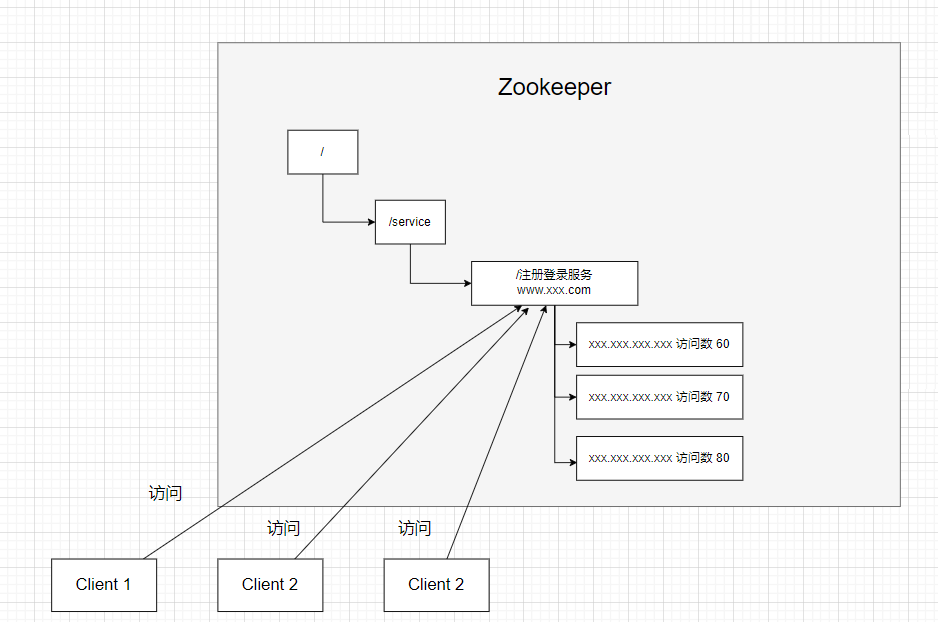 Zookeeper
/
/service
/注册登录服务
www.xxx.com
xxx.xxx.xxx.xxx 访问数 60
xxx.xxx.xxx.xxx 访问数 70
xxx.xxx.xxx.xxx 访问数 80
访问
访问
访问
Client 1
Client 2
Client 2